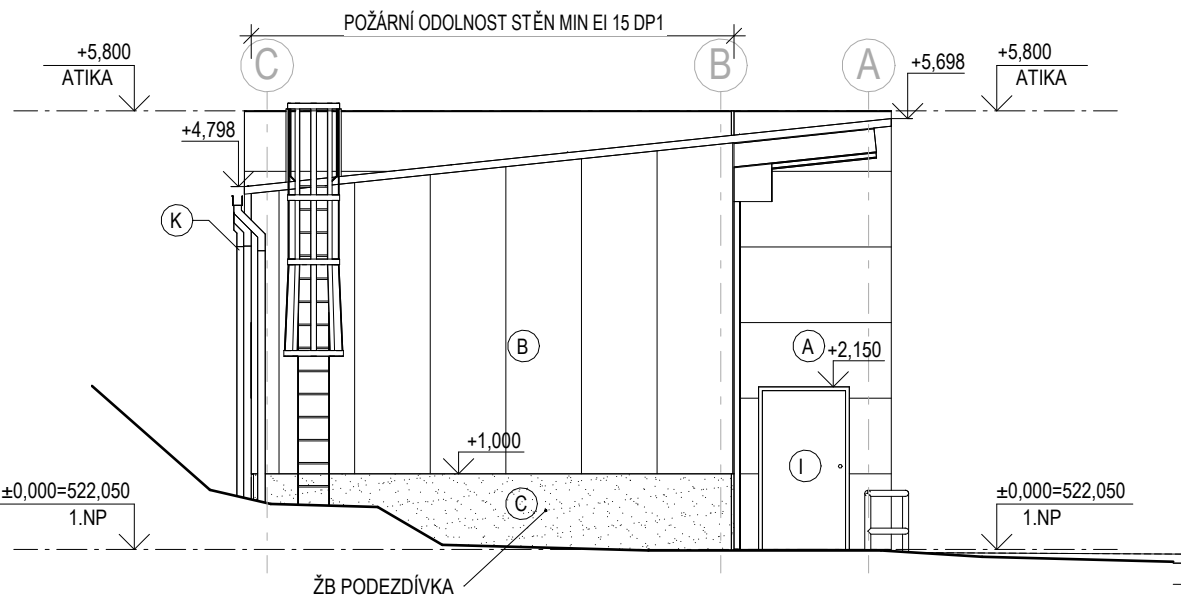 POŽÁRNÍ ODOLNOST STĚN MIN EI 15 DP1
+5,800
ATIKA
C
B
A
+5,698
+5,800
ATIKA
+4,798
K
B
A
+2,150
+1,000
I
C
±0,000=522,050
1.NP
±0,000=522,050
1.NP
ŽB PODEZDÍVKA